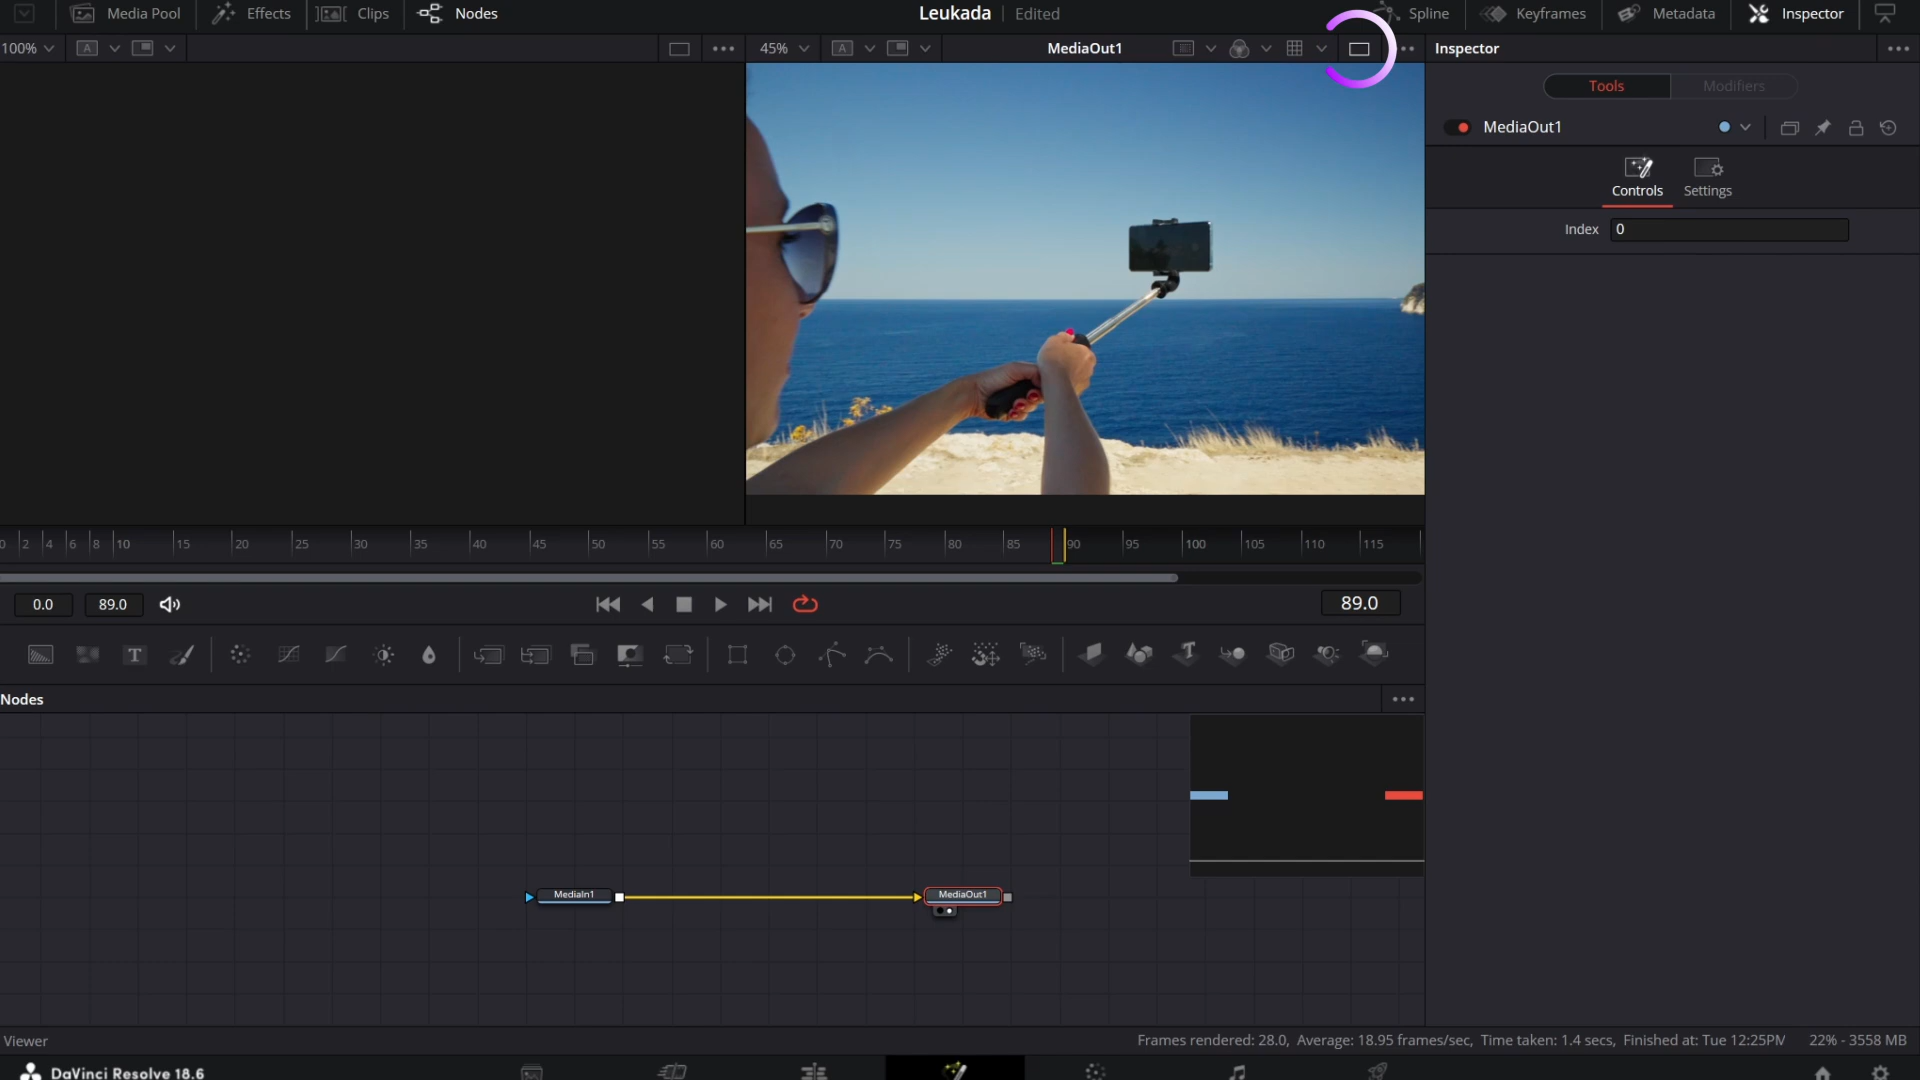 Media Pool Effects Clips Nodes Leukada Edited Spline Keyframes Metadata Inspector
100% A 45% A MediaOut1 Inspector
Tools Modifiers
MediaOut1
Controls Settings
Index 0
0 2 4 6 8 10 15 20 25 30 35 40 45 50 55 60 65 70 75 80 85 90 95 100 105 110 115
0.0 89.0 89.0
T T
Nodes
MediaIn1 MediaOut1
Viewer Frames rendered: 28.0, Average: 18.95 frames/sec, Time taken: 1.4 secs, Finished at: Tue 12:25PM 22% - 3558 MB
DaVinci Resolve 18.6